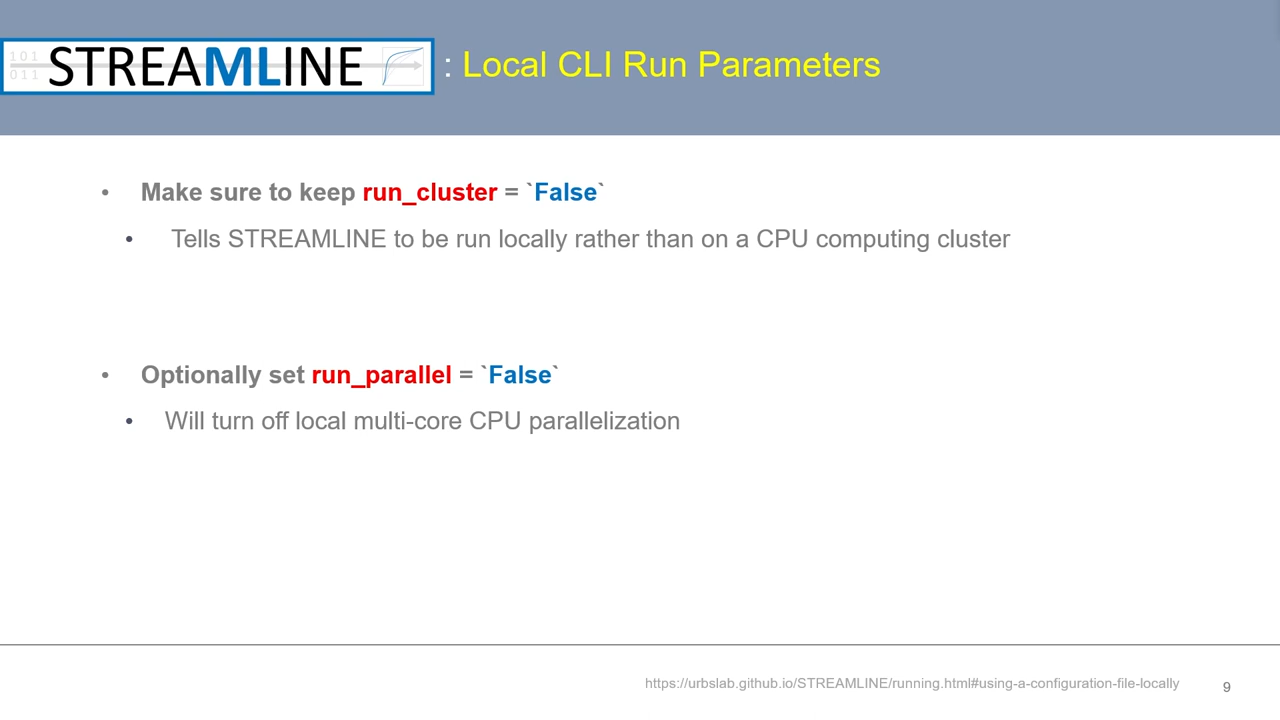 101
011
STREAMLINE : Local CLI Run Parameters
• Make sure to keep run_cluster = `False`
• Tells STREAMLINE to be run locally rather than on a CPU computing cluster
• Optionally set run_parallel = `False`
• Will turn off local multi-core CPU parallelization
https://urbslab.github.io/STREAMLINE/running.html#using-a-configuration-file-locally
9